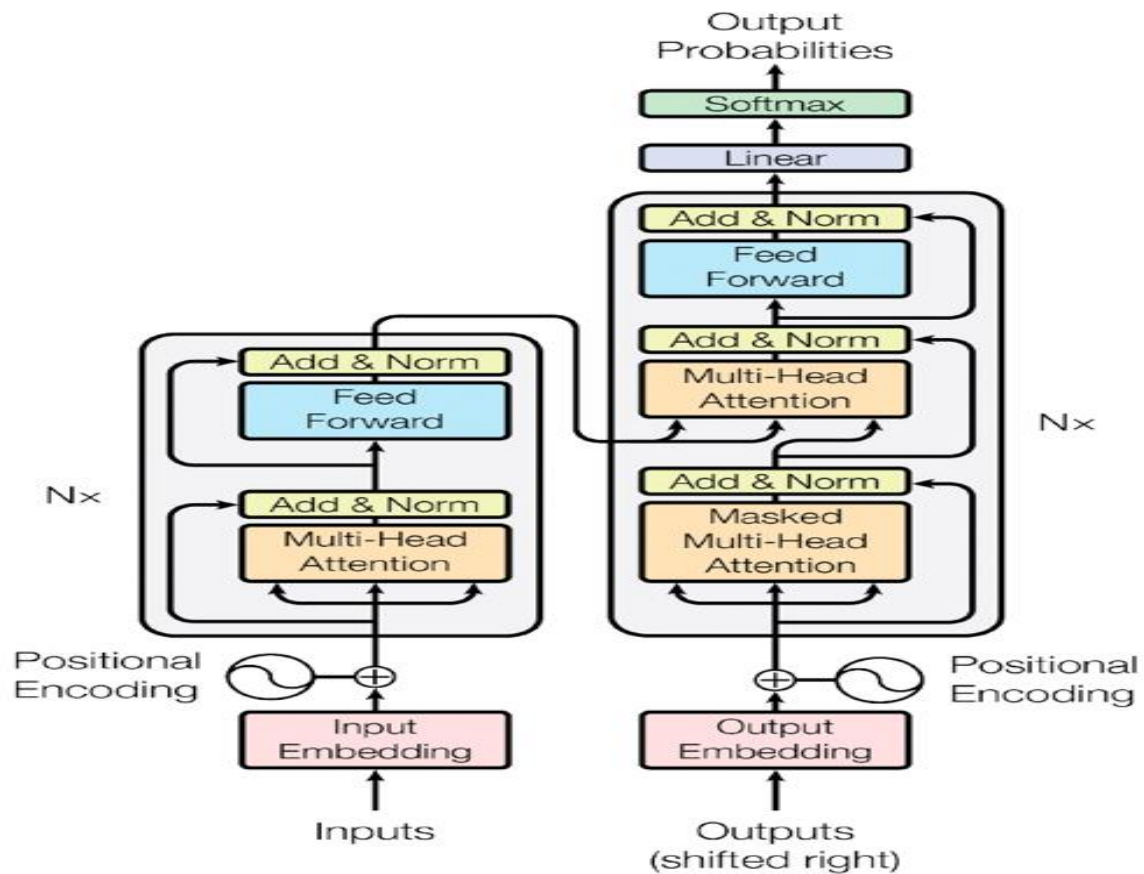 Output
Probabilities
Softmax
Linear
Add & Norm
Feed
Forward
Add & Norm
Multi-Head
Attention
Nx
Add & Norm
Masked
Multi-Head
Attention
Add & Norm
Feed
Forward
Nx
Add & Norm
Multi-Head
Attention
Positional
Encoding
Positional
Encoding
Input
Embedding
Output
Embedding
Inputs
Outputs
(shifted right)